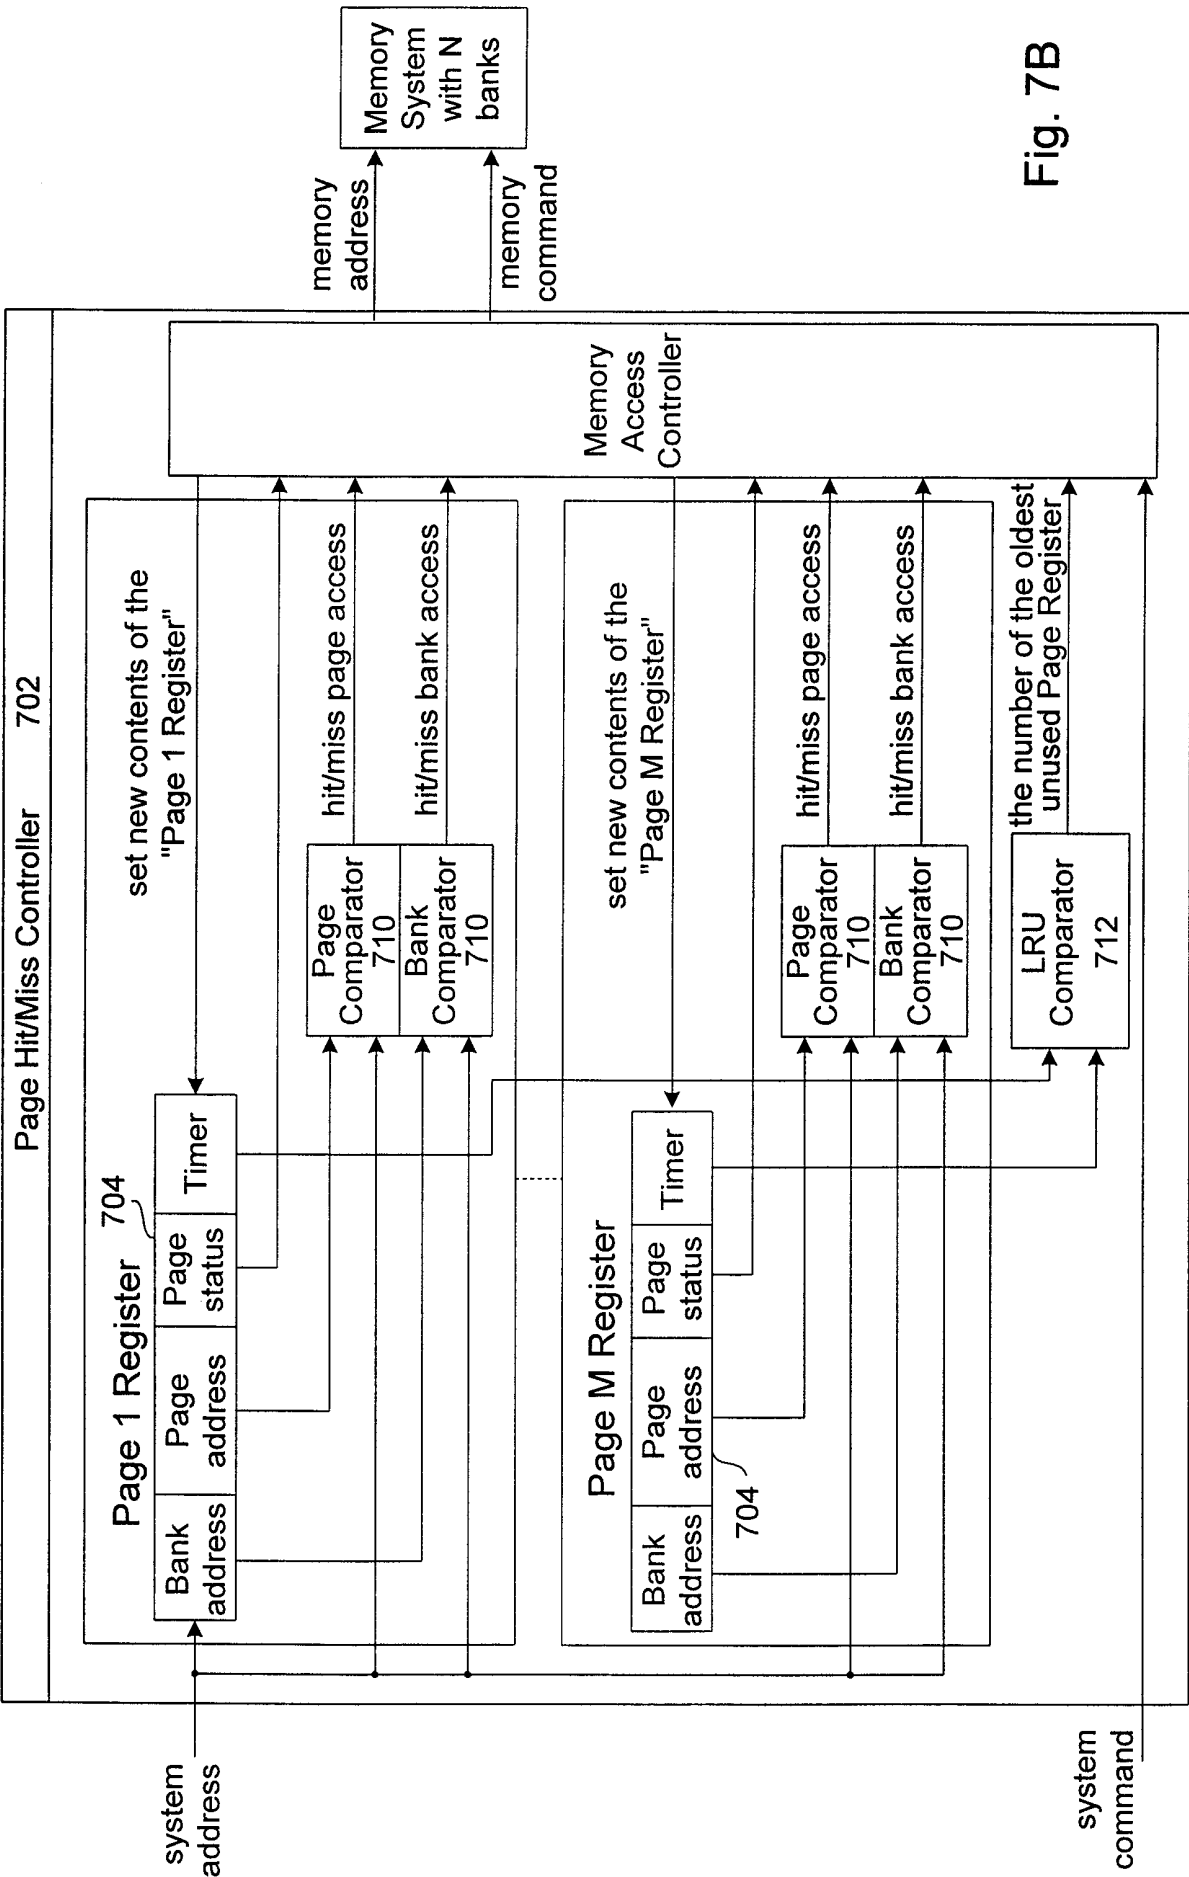 Page Hit/Miss Controller 702
system
address
Page 1 Register
704
Bank
address
Page
address
Page
status
Timer
set new contents of the
"Page 1 Register"
Page
Comparator
710
Bank
Comparator
710
hit/miss page access
hit/miss bank access
Page M Register
704
Bank
address
Page
address
Page
status
Timer
set new contents of the
"Page M Register"
Page
Comparator
710
Bank
Comparator
710
hit/miss page access
hit/miss bank access
LRU
Comparator
712
the number of the oldest
unused Page Register
system
command
Memory
Access
Controller
memory
address
memory
command
Memory
System
with N
banks
Fig. 7B